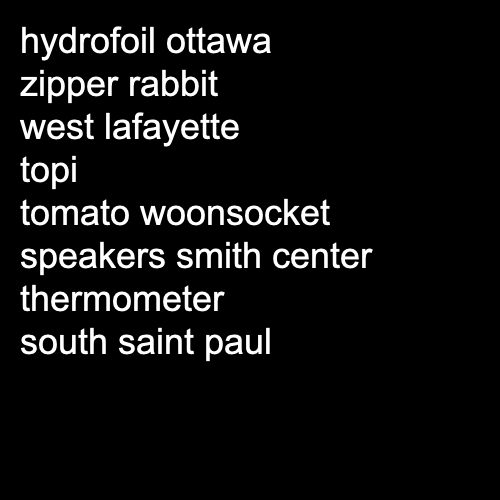 hydrofoil ottawa
zipper rabbit
west lafayette
topi
tomato woonsocket
speakers smith center
thermometer
south saint paul